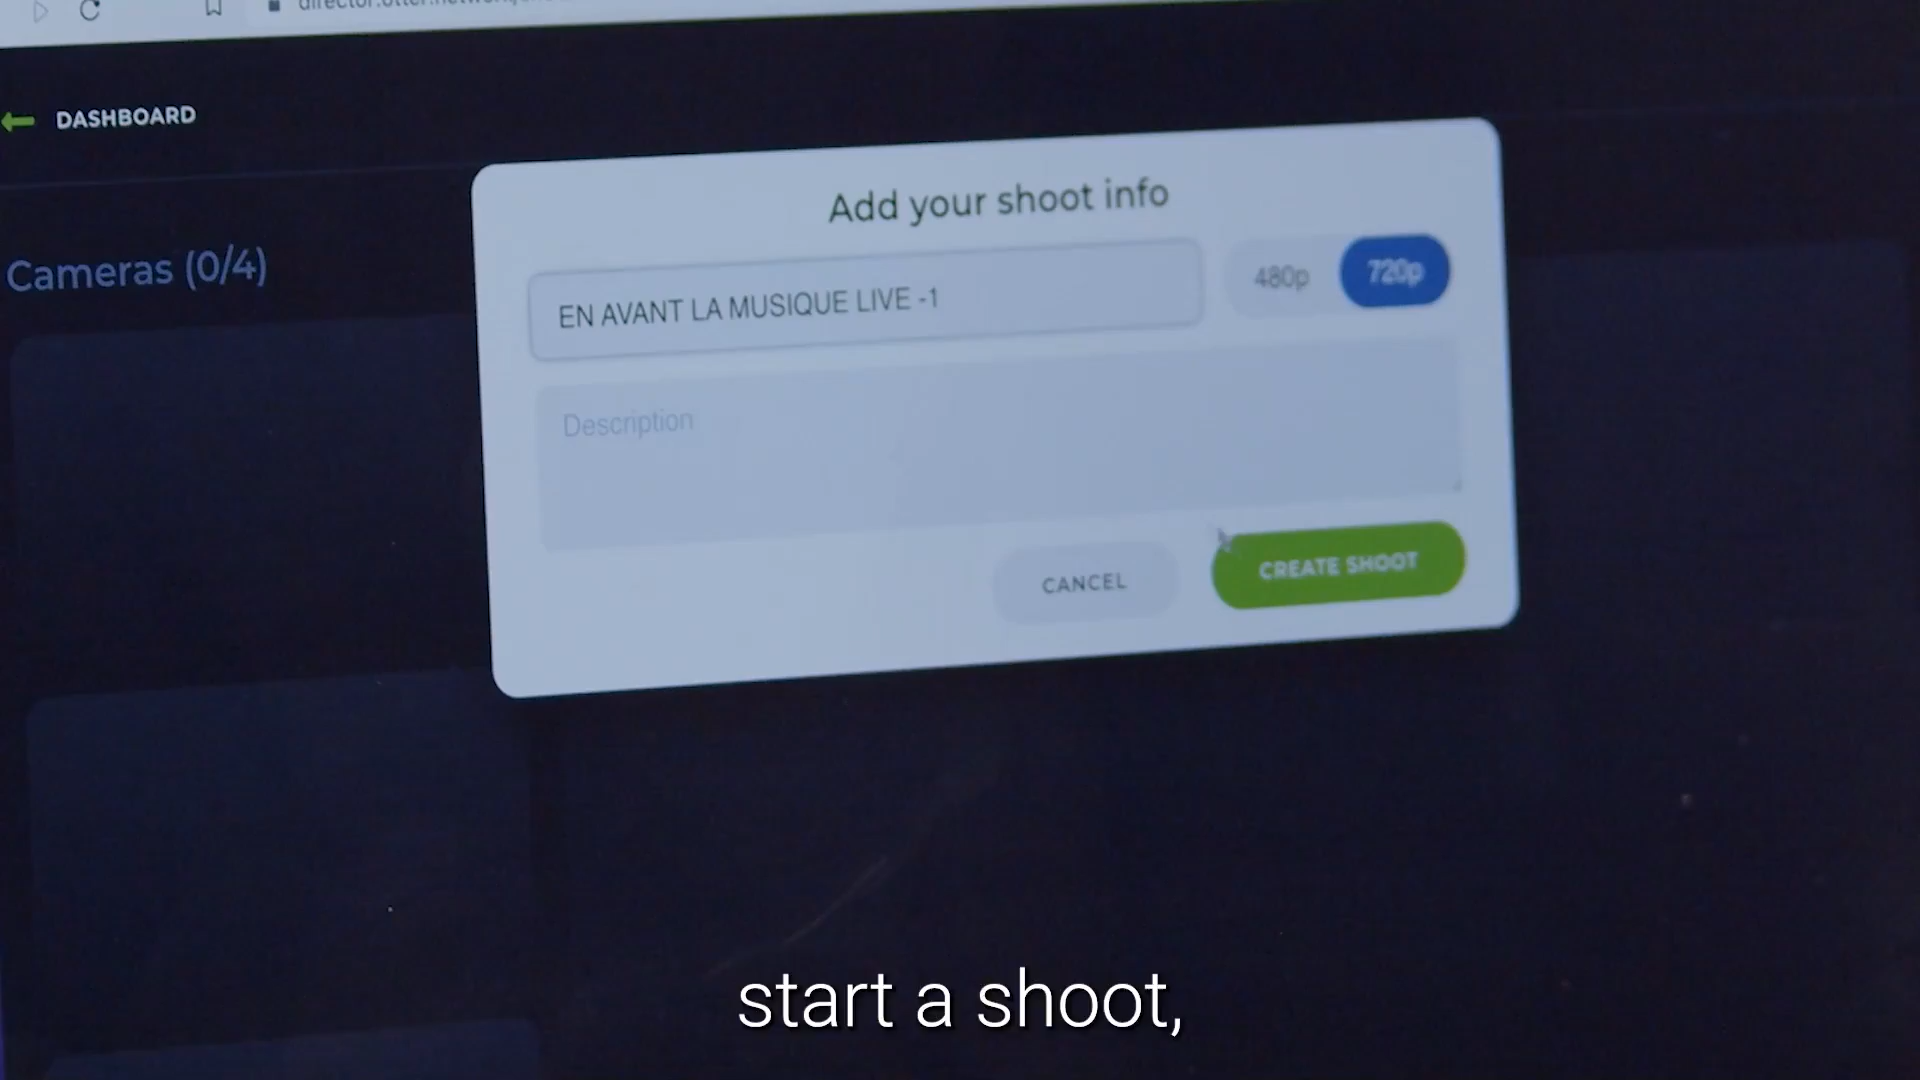 DASHBOARD
Cameras (0/4)
Add your shoot info
EN AVANT LA MUSIQUE LIVE -1
480p
720p
Description
CANCEL
CREATE SHOOT
start a shoot,